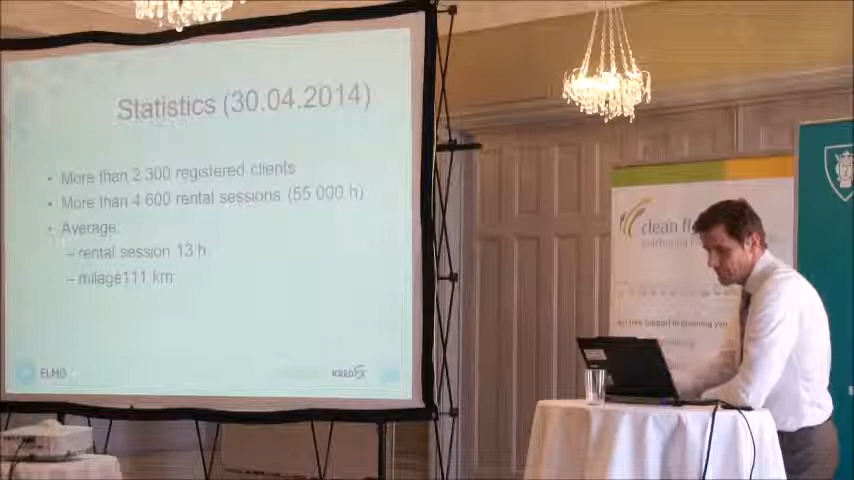 Statistics (30.04.2014)
• More than 2 300 registered clients
• More than 4 600 rental sessions (55 000 h)
• Average:
– rental session 13 h
– milage111 km
ELMO
clean